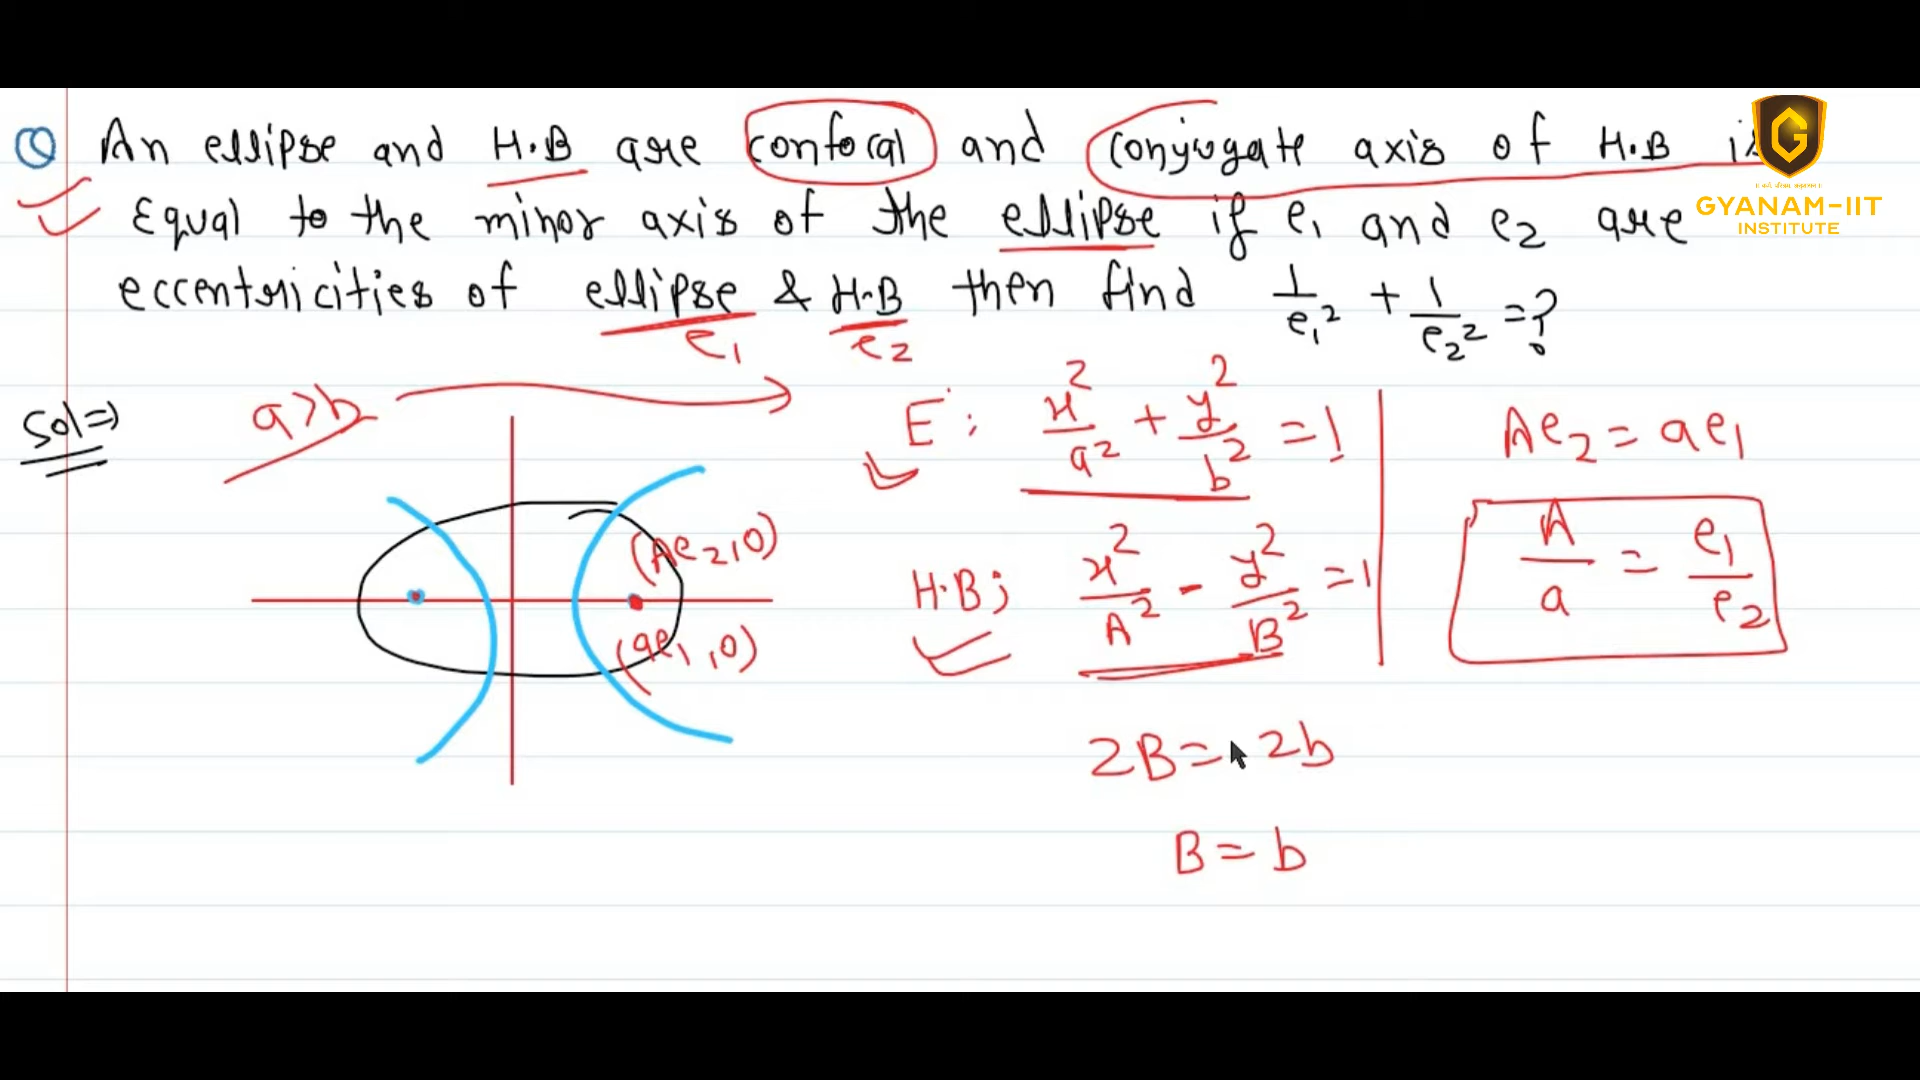 Q An ellipse and H.B are confocal and conjugate axis of H.B is
Equal to the minor axis of the ellipse if e₁ and e₂ are
eccentricities of ellipse & H.B then find 1/e₁² + 1/e₂² = ?
e₁ e₂
GYANAM-IIT
INSTITUTE
Sol⇒
a>b
(Ae₂, 0)
(ae₁, 0)
E: x²/a² + y²/b² = 1
H.B; x²/A² - y²/B² = 1
2B = 2b
B = b
Ae₂ = ae₁
A/a = e₁/e₂